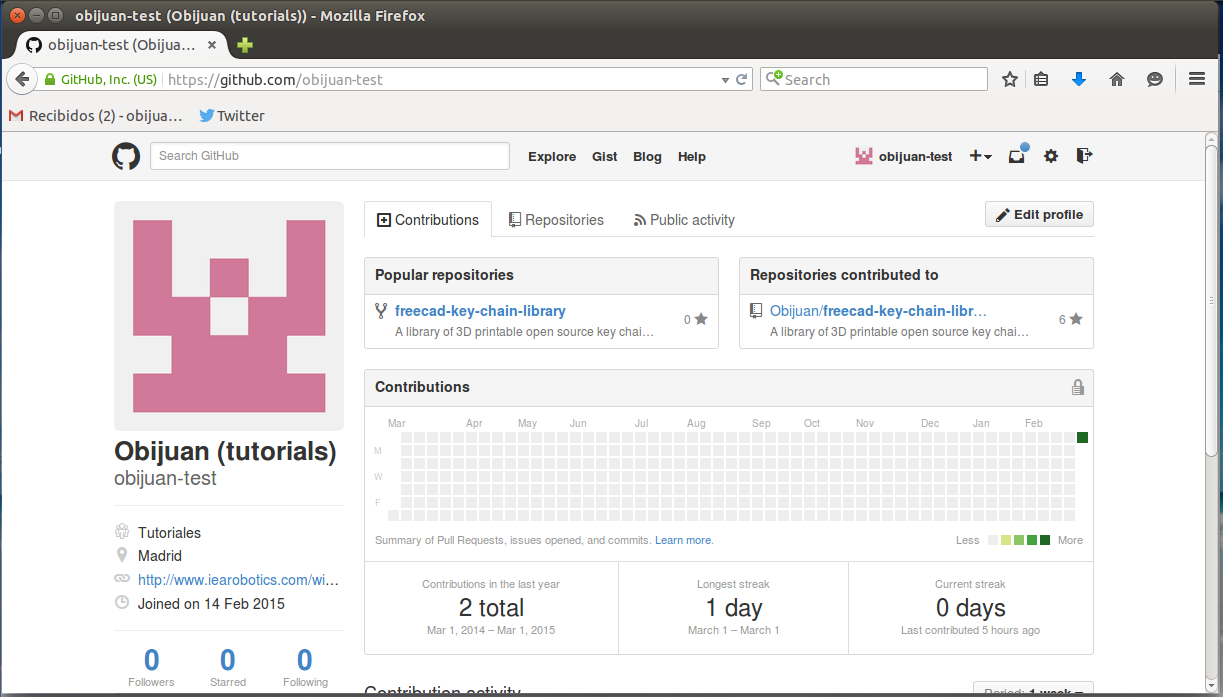 obijuan-test (Obijuan (tutorials)) - Mozilla Firefox
obijuan-test (Obijua...
GitHub, Inc. (US) https://github.com/obijuan-test
Search
Recibidos (2) - obijua... Twitter
Search GitHub
Explore Gist Blog Help
obijuan-test
Contributions Repositories Public activity
Edit profile
Popular repositories
freecad-key-chain-library
A library of 3D printable open source key chai...
0
Repositories contributed to
Obijuan/freecad-key-chain-libr...
A library of 3D printable open source key chai...
6
Obijuan (tutorials)
obijuan-test
Tutoriales
Madrid
http://www.iearobotics.com/wi...
Joined on 14 Feb 2015
0 0 0
Followers Starred Following
Contributions
Mar Apr May Jun Jul Aug Sep Oct Nov Dec Jan Feb
M
W
F
Summary of Pull Requests, issues opened, and commits. Learn more.
Less More
Contributions in the last year
2 total
Mar 1, 2014 – Mar 1, 2015
Longest streak
1 day
March 1 – March 1
Current streak
0 days
Last contributed 5 hours ago
Contribution activity
Period: 1 week